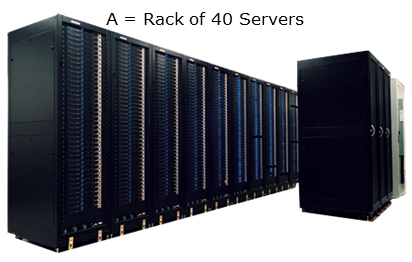 A = Rack of 40 Servers